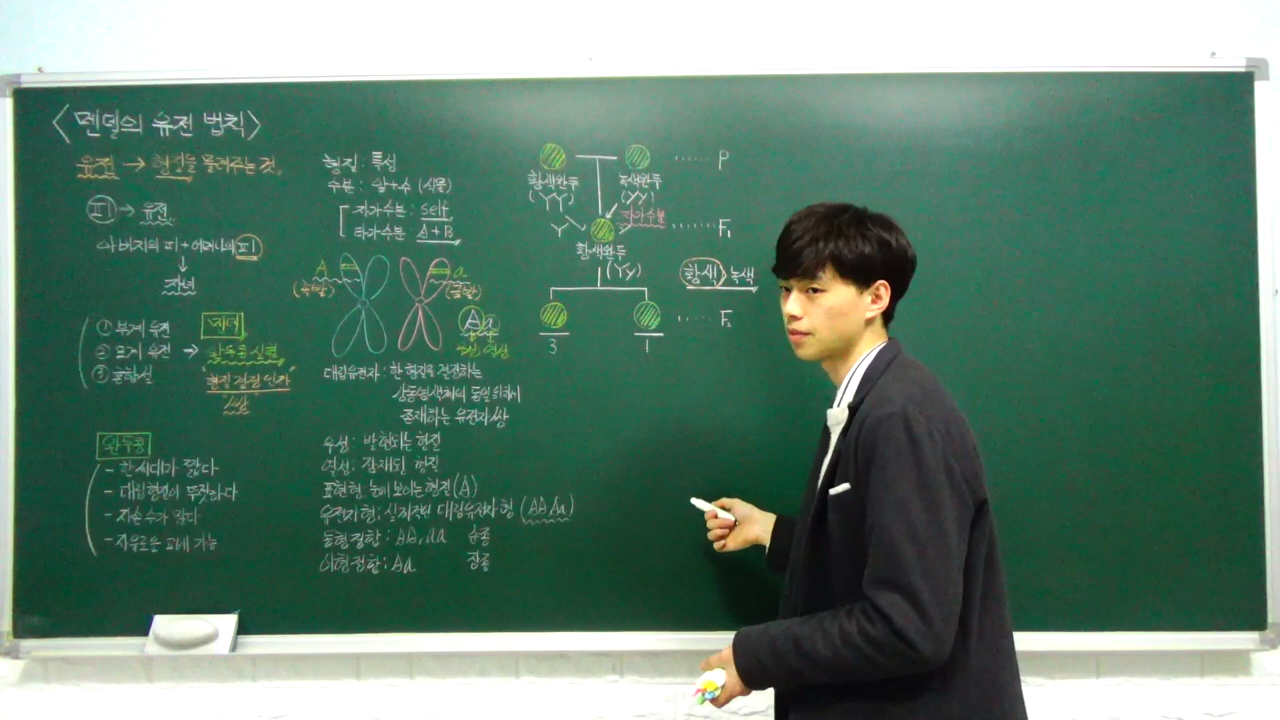 <멘델의 유전 법칙>
유전 → 형질을 물려주는 것.
피 → 유전
아버지의 피 + 어머니의 피
↓
자녀
① 부계 유전
② 모계 유전 →
③ 혼합설
멘델
완두콩 실험
"형질 결정 인자"
1쌍
완두콩
- 한 세대가 짧다
- 대립형질이 뚜렷하다
- 자손 수가 많다
- 자유로운 교배 가능
형질 : 특성
수분 : 암+수 (식물)
자가수분 : self
타가수분 : A+B
A
a
A a
우성 열성
대립유전자 : 한 형질을 결정하는
상동염색체의 동일 위치에
존재하는 유전자 쌍
우성 : 발현되는 형질
열성 : 잠재된 형질
표현형 : 눈에 보이는 형질 (A)
유전자형 : 실제적인 대립유전자 형 (AA, Aa)
동형접합 : AA, aa 순종
이형접합 : Aa 잡종
P
황색완두 녹색완두
(YY) (yy)
자가수분
Y y F₁
황색완두
(Yy)
황색, 녹색
F₂
3 1